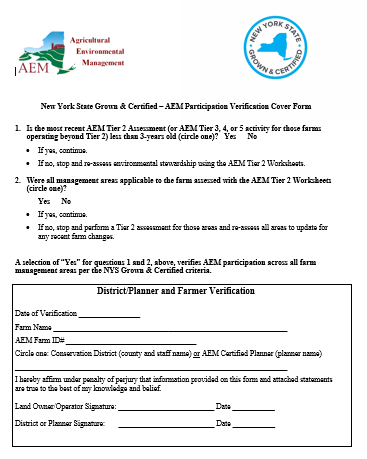 Agricultural
Environmental
Management
AEM
NEW YORK STATE
GROWN & CERTIFIED
New York State Grown & Certified – AEM Participation Verification Cover Form
1. Is the most recent AEM Tier 2 Assessment (or AEM Tier 3, 4, or 5 activity for those farms
operating beyond Tier 2) less than 3-years old (circle one)? Yes No
• If yes, continue.
• If no, stop and re-assess environmental stewardship using the AEM Tier 2 Worksheets.
2. Were all management areas applicable to the farm assessed with the AEM Tier 2 Worksheets
(circle one)?
Yes No
• If yes, continue.
• If no, stop and perform a Tier 2 assessment for those areas and re-assess all areas to update for
any recent farm changes.
A selection of "Yes" for questions 1 and 2, above, verifies AEM participation across all farm
management areas per the NYS Grown & Certified criteria.
District/Planner and Farmer Verification
Date of Verification ________________
Farm Name ________________
AEM Farm ID# ________________
Circle one: Conservation District (county and staff name) or AEM Certified Planner (planner name)
________________
I hereby affirm under penalty of perjury that information provided on this form and attached statements
are true to the best of my knowledge and belief.
Land Owner/Operator Signature: ________________ Date ________
District or Planner Signature: ________________ Date ________